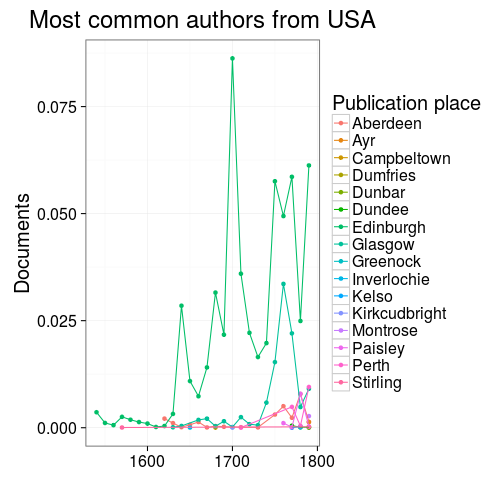 Most common authors from USA
Documents
0.075
0.050
0.025
0.000
1600
1700
1800
Publication place
Aberdeen
Ayr
Campbeltown
Dumfries
Dunbar
Dundee
Edinburgh
Glasgow
Greenock
Inverlochie
Kelso
Kirkcudbright
Montrose
Paisley
Perth
Stirling